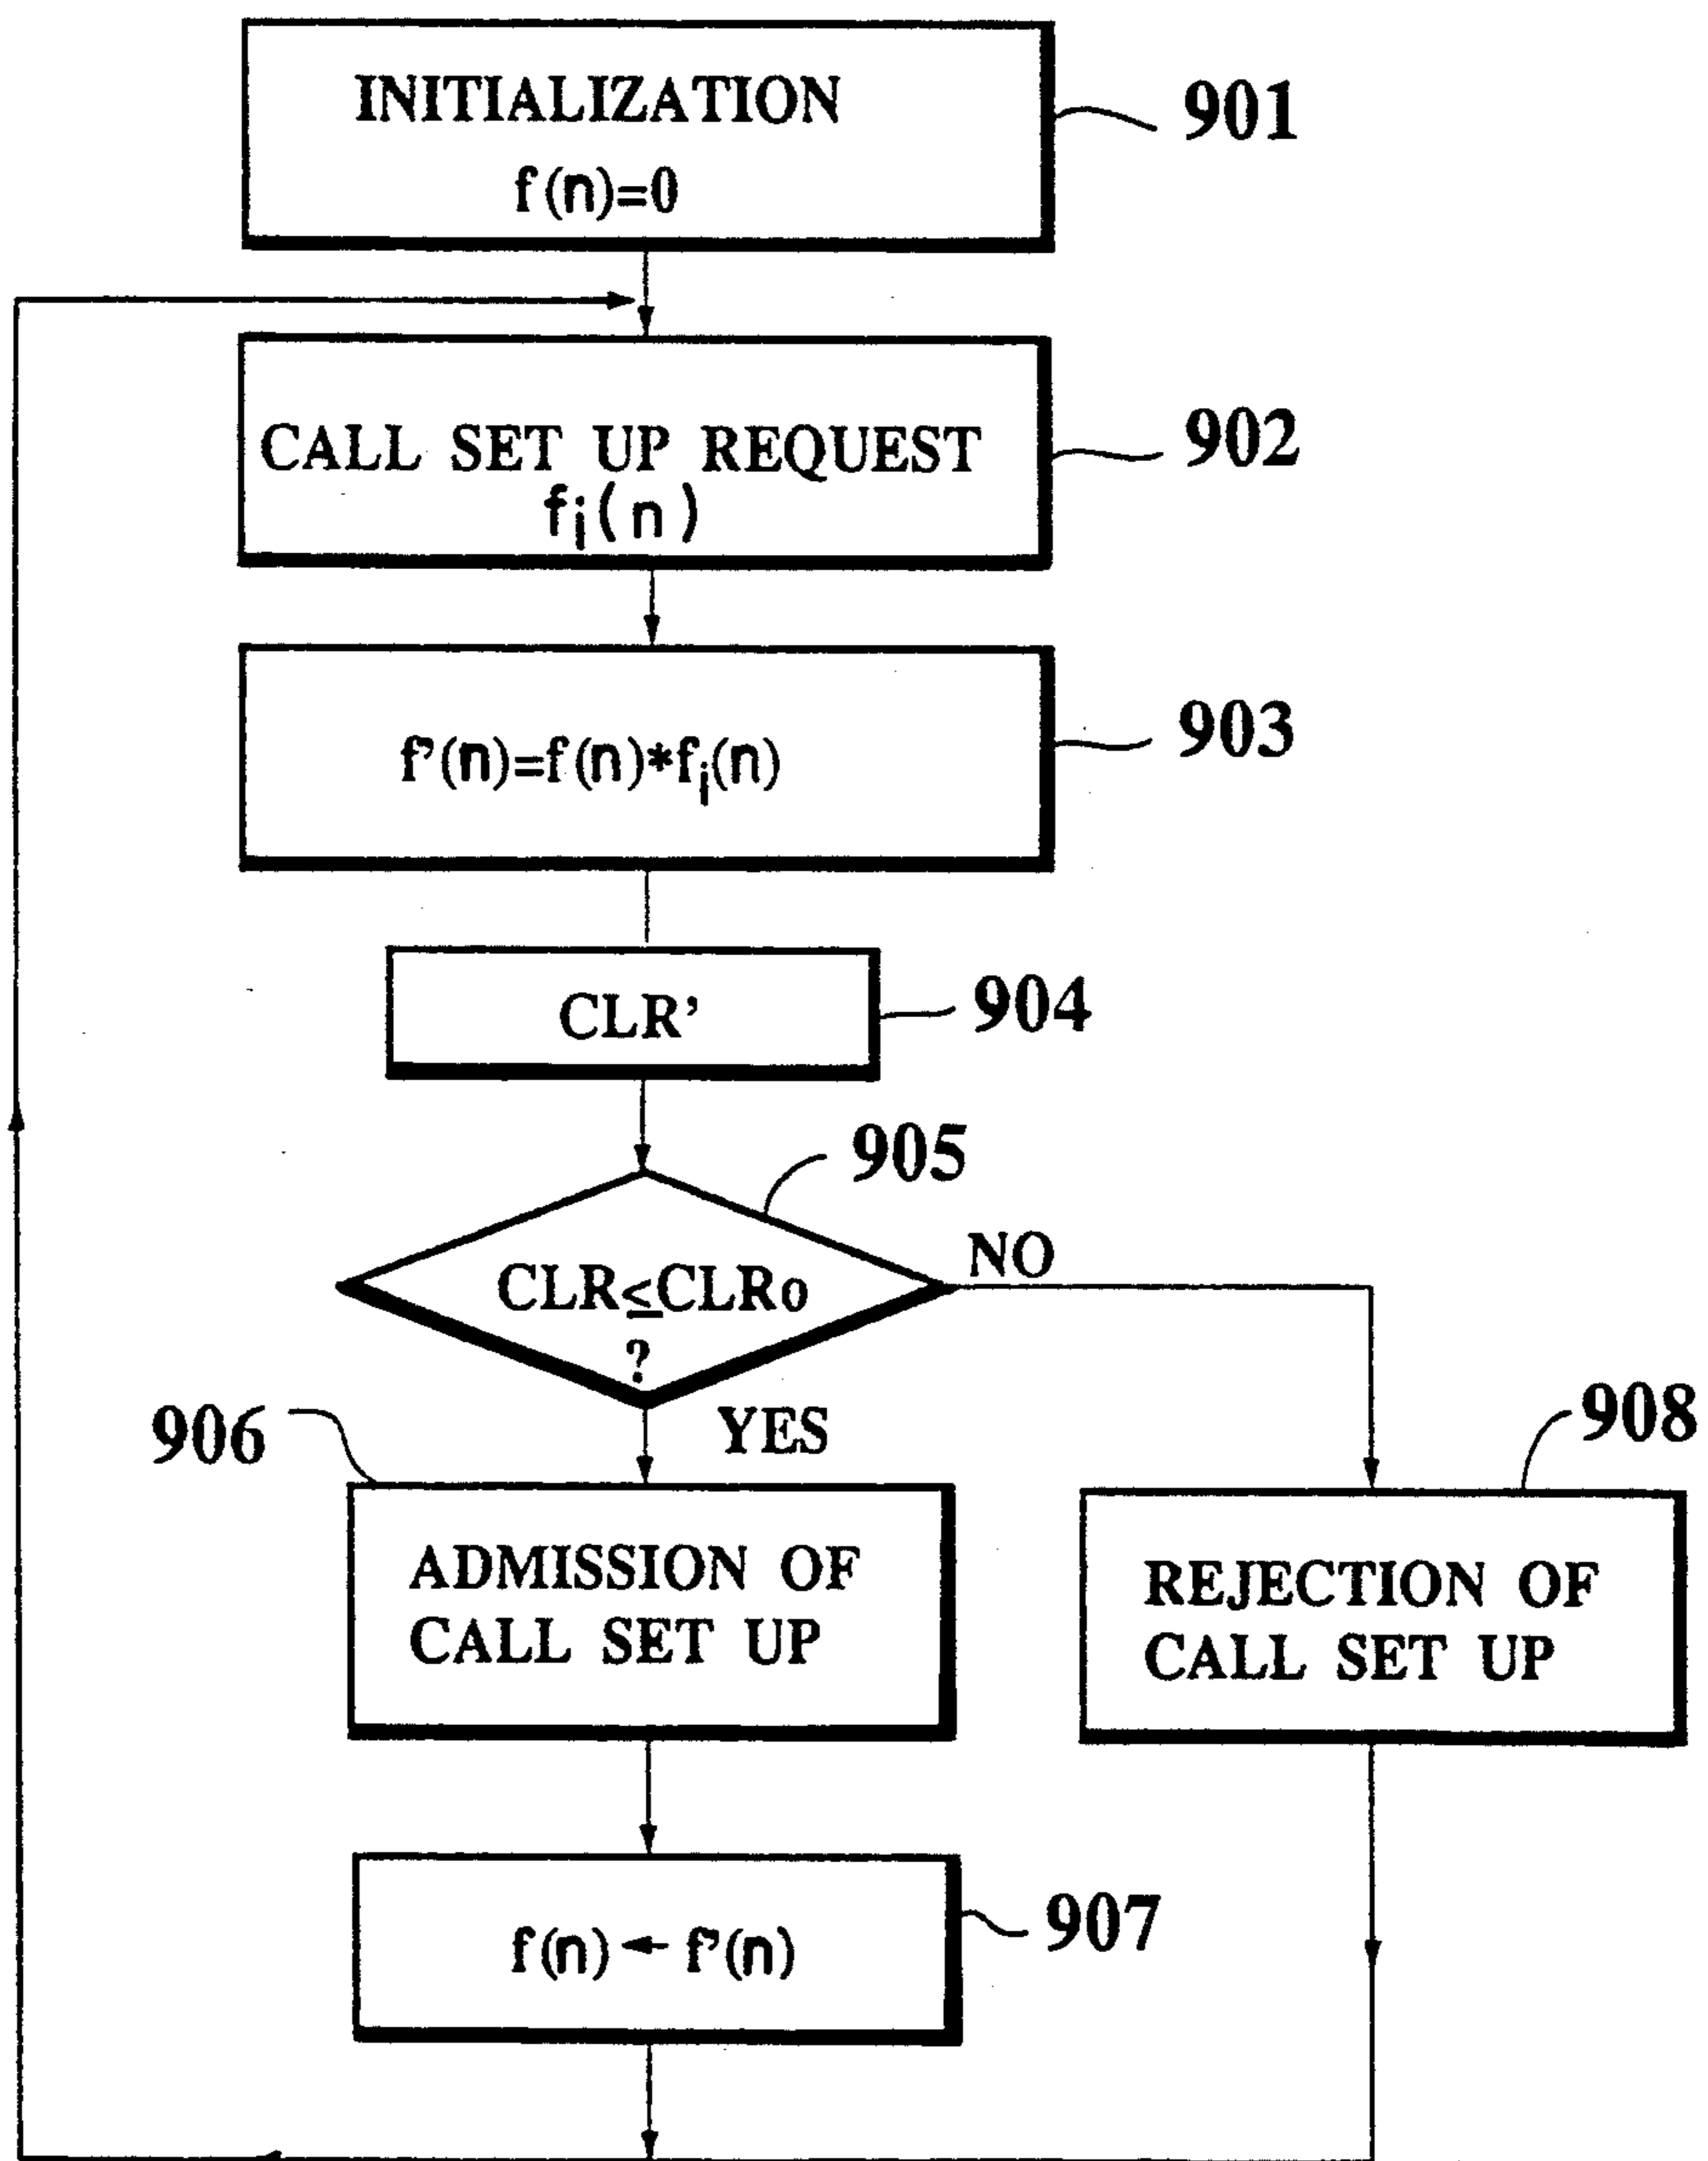 INITIALIZATION
f(n)=0
901
CALL SET UP REQUEST
fi(n)
902
f'(n)=f(n)*fi(n)
903
CLR'
904
905
CLR≤CLRo
?
NO
YES
906
ADMISSION OF
CALL SET UP
908
REJECTION OF
CALL SET UP
f(n) ← f'(n)
907